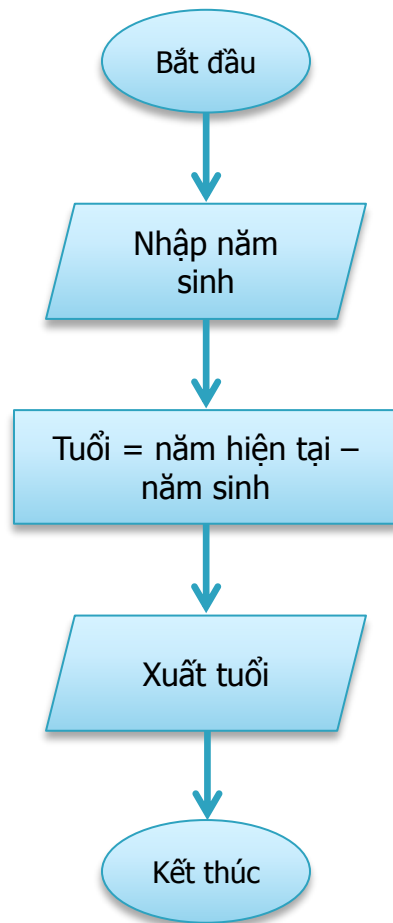 Bắt đầu
Nhập năm
sinh
Tuổi = năm hiện tại –
năm sinh
Xuất tuổi
Kết thúc